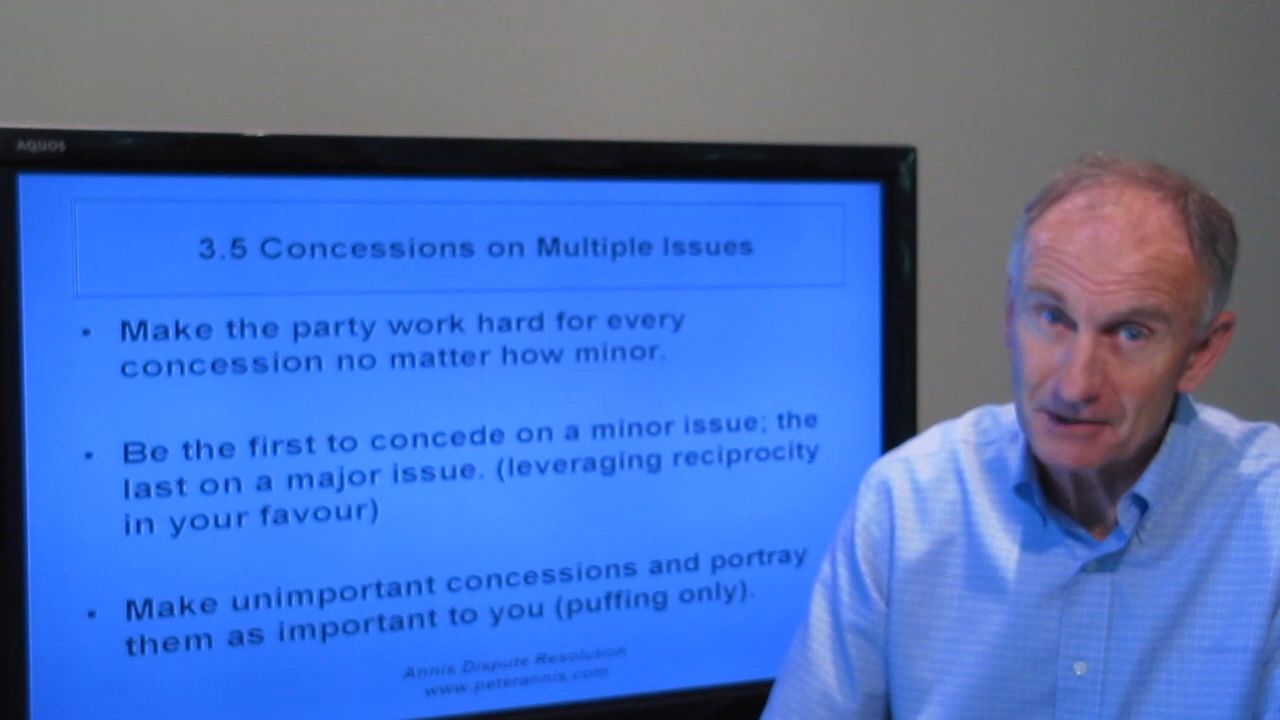 AQUOS
3.5 Concessions on Multiple Issues
• Make the party work hard for every
concession no matter how minor.
• Be the first to concede on a minor issue; the
last on a major issue. (leveraging reciprocity
in your favour)
• Make unimportant concessions and portray
them as important to you (puffing only).
Annis Dispute Resolution
www.peterannis.com